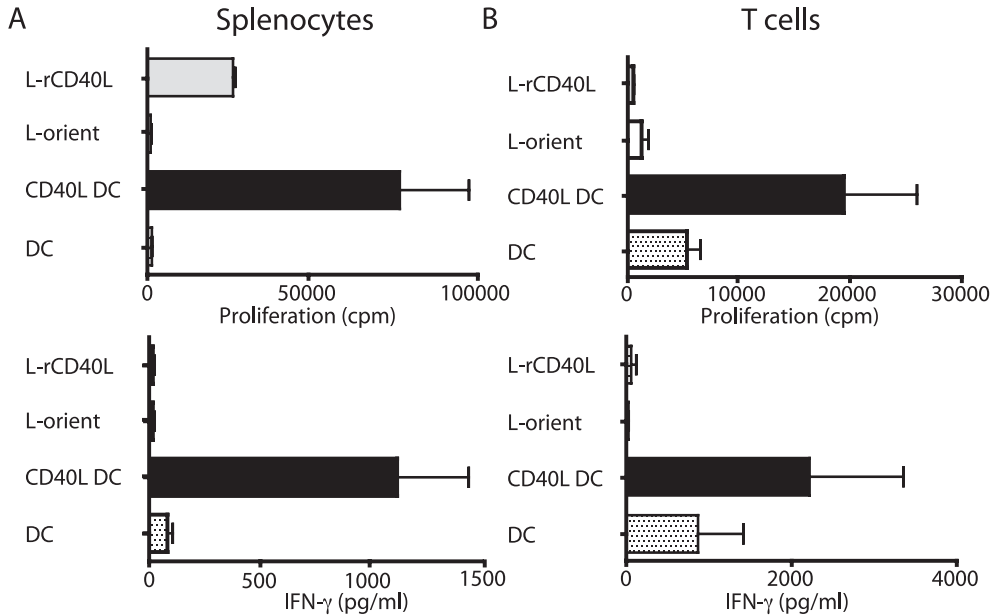 A
Splenocytes
L-rCD40L
L-orient
CD40L DC
DC
0 50000 100000
Proliferation (cpm)
L-rCD40L
L-orient
CD40L DC
DC
0 500 1000 1500
IFN-γ (pg/ml)
B
T cells
L-rCD40L
L-orient
CD40L DC
DC
0 10000 20000 30000
Proliferation (cpm)
L-rCD40L
L-orient
CD40L DC
DC
0 2000 4000
IFN-γ (pg/ml)